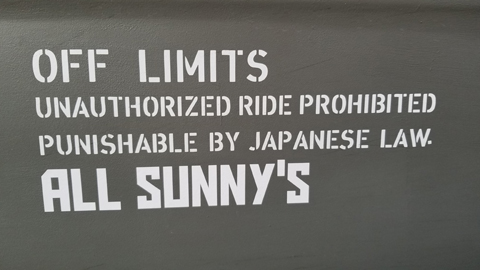 OFF LIMITS
UNAUTHORIZED RIDE PROHIBITED
PUNISHABLE BY JAPANESE LAW.
ALL SUNNY'S